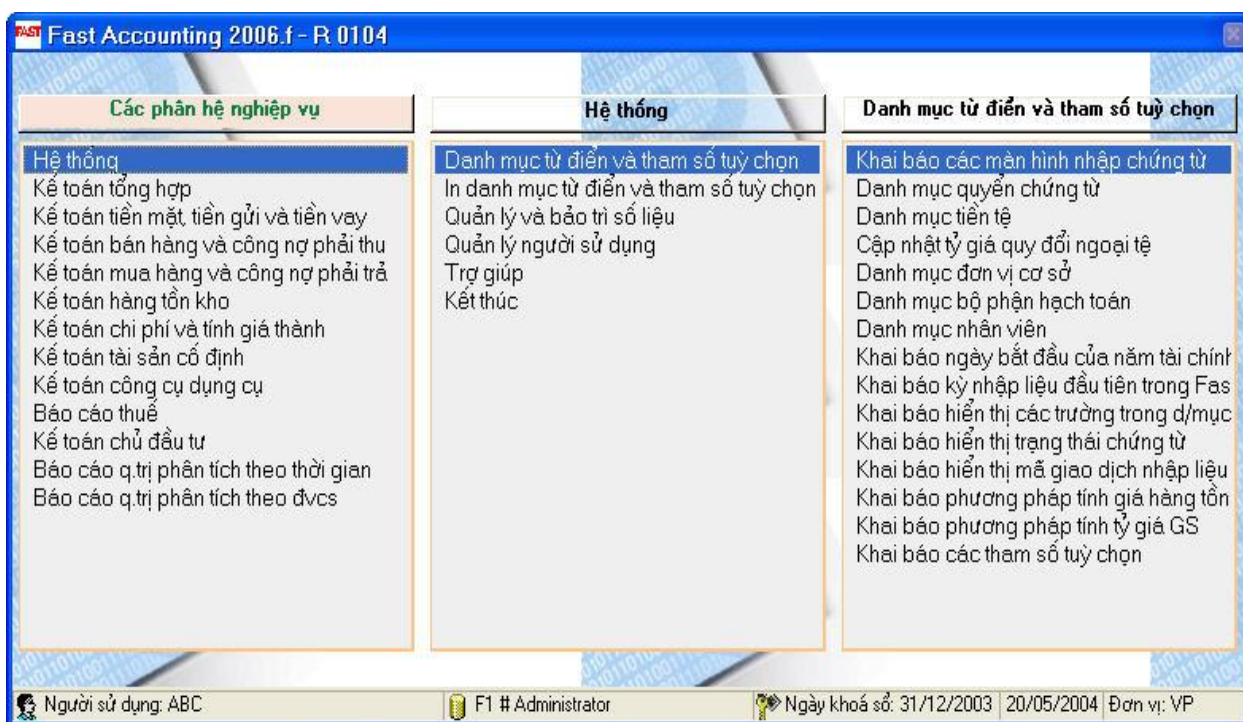 FAST Fast Accounting 2006.f - R 0104
Các phân hệ nghiệp vụ
Hệ thống
Kế toán tổng hợp
Kế toán tiền mặt, tiền gửi và tiền vay
Kế toán bán hàng và công nợ phải thu
Kế toán mua hàng và công nợ phải trả
Kế toán hàng tồn kho
Kế toán chi phí và tính giá thành
Kế toán tài sản cố định
Kế toán công cụ dụng cụ
Báo cáo thuế
Kế toán chủ đầu tư
Báo cáo q.trị phân tích theo thời gian
Báo cáo q.trị phân tích theo đvcs
Hệ thống
Danh mục từ điển và tham số tuỳ chọn
In danh mục từ điển và tham số tuỳ chọn
Quản lý và bảo trì số liệu
Quản lý người sử dụng
Trợ giúp
Kết thúc
Danh mục từ điển và tham số tuỳ chọn
Khai báo các màn hình nhập chứng từ
Danh mục quyển chứng từ
Danh mục tiền tệ
Cập nhật tỷ giá quy đổi ngoại tệ
Danh mục đơn vị cơ sở
Danh mục bộ phận hạch toán
Danh mục nhân viên
Khai báo ngày bắt đầu của năm tài chính
Khai báo kỳ nhập liệu đầu tiên trong Fas
Khai báo hiển thị các trường trong d/mục
Khai báo hiển thị trạng thái chứng từ
Khai báo hiển thị mã giao dịch nhập liệu
Khai báo phương pháp tính giá hàng tồn
Khai báo phương pháp tính tỷ giá GS
Khai báo các tham số tuỳ chọn
Người sử dụng: ABC F1 # Administrator Ngày khoá sổ: 31/12/2003 20/05/2004 Đơn vị: VP